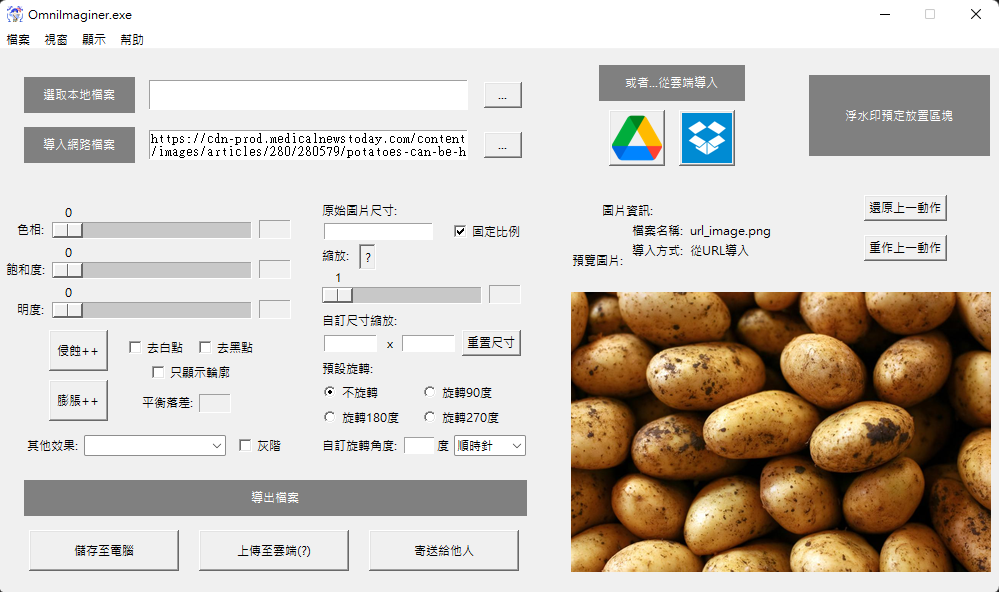 OmniImaginer.exe
檔案 視窗 顯示 幫助
選取本地檔案
...
導入網路檔案
https://cdn-prod.medicalnewstoday.com/content
/images/articles/280/280579/potatoes-can-be-h
...
或者...從雲端導入
浮水印預定放置區塊
色相:
0
飽和度:
0
明度:
0
侵蝕++
去白點
去黑點
只顯示輪廓
膨脹++
平衡落差:
其他效果:
灰階
原始圖片尺寸:
固定比例
縮放:
?
1
自訂尺寸縮放:
x
重置尺寸
預設旋轉:
不旋轉
旋轉90度
旋轉180度
旋轉270度
自訂旋轉角度:
度
順時針
圖片資訊:
檔案名稱: url_image.png
導入方式: 從URL導入
預覽圖片:
還原上一動作
重作上一動作
導出檔案
儲存至電腦
上傳至雲端(?)
寄送給他人